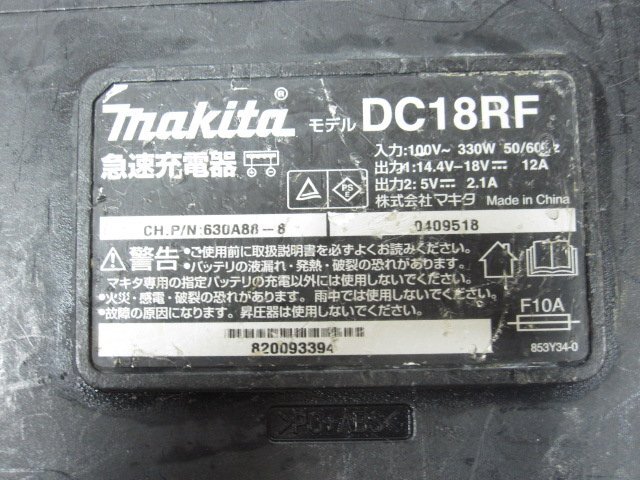 makita® モデル DC18RF
急速充電器
入力:100V~ 330W 50/60Hz
出力1:14.4V-18V⎓ 12A
出力2:5V⎓ 2.1A
株式会社マキタ Made in China
PS E
CH.P/N:630A88-8 0409518
⚠警告 •ご使用前に取扱説明書を必ずよくお読みください。
•バッテリの液漏れ・発熱・破裂の恐れがあります。
マキタ専用の指定バッテリの充電以外には使用しないでください。
•火災・感電・破裂の恐れがあります。雨中では使用しないでください。
•故障の原因になります。昇圧器は使用しないでください。
F10A
820093394
853Y34-0
>PC+ABS<